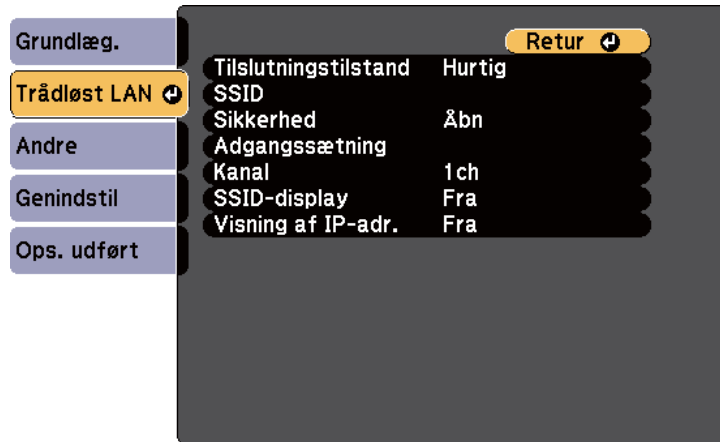 Grundlæg.
Trådløst LAN
Andre
Genindstil
Ops. udført
Retur
Tilslutningstilstand Hurtig
SSID
Sikkerhed Åbn
Adgangssætning
Kanal 1ch
SSID-display Fra
Visning af IP-adr. Fra